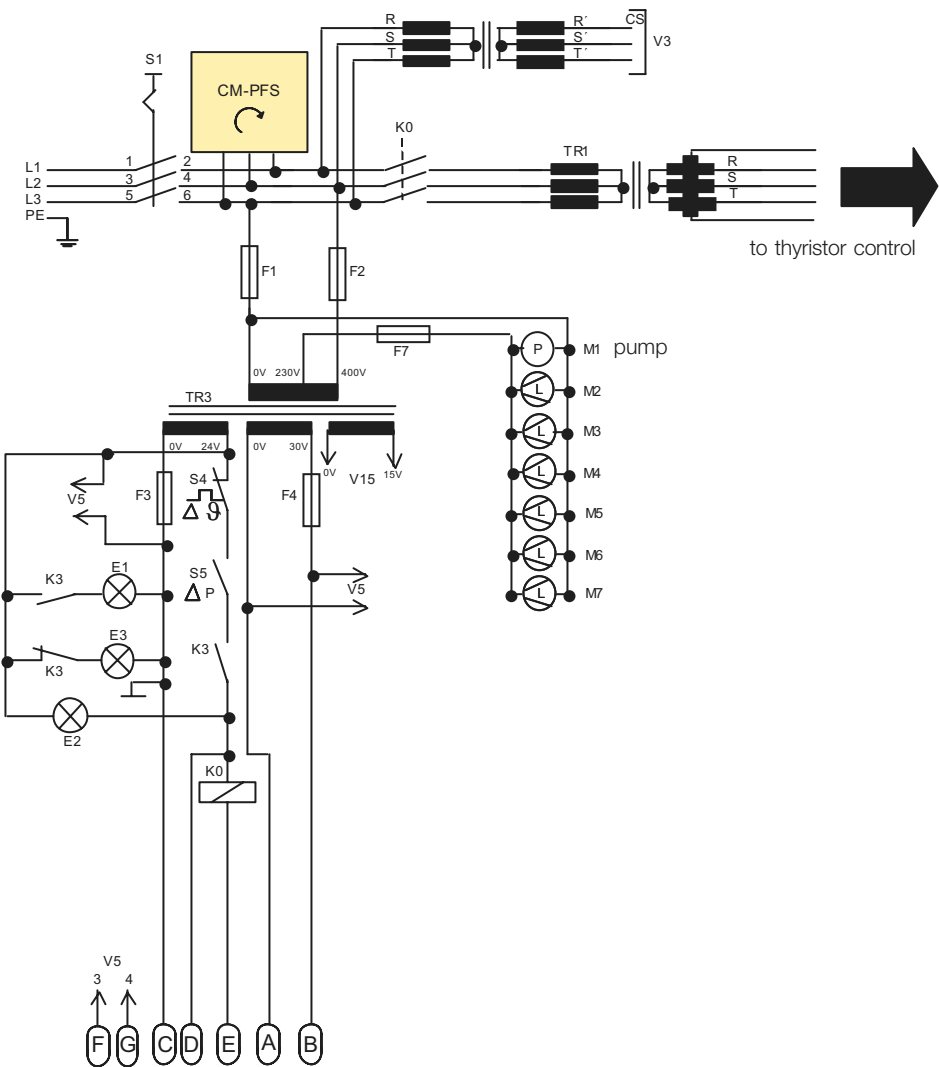 R R´ CS
S S´ V3
T T´
S1
CM-PFS
K0
TR1
L1 1 2 R
L2 3 4 S
L3 5 6 T
PE
to thyristor control
F1 F2
F7
P M1 pump
0V 230V 400V
L M2
TR3
L M3
0V 24V 0V 30V
0V V15 15V
L M4
S4
V5 F3 F4
Δ ϑ
L M5
L M6
E1
K3 S5 V5
Δ P L M7
E3
K3 K3
E2
K0
V5
3 4
F G C D E A B